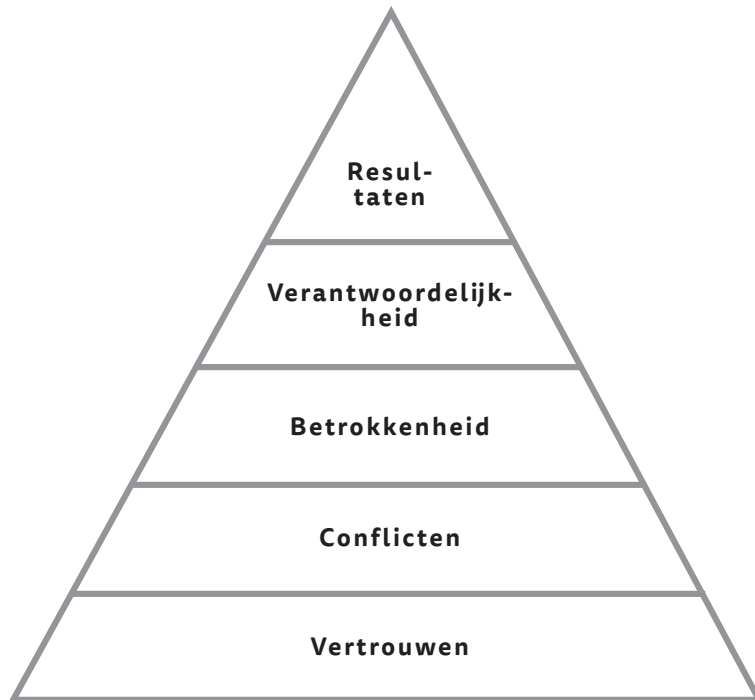 Resul-
taten
Verantwoordelijk-
heid
Betrokkenheid
Conflicten
Vertrouwen